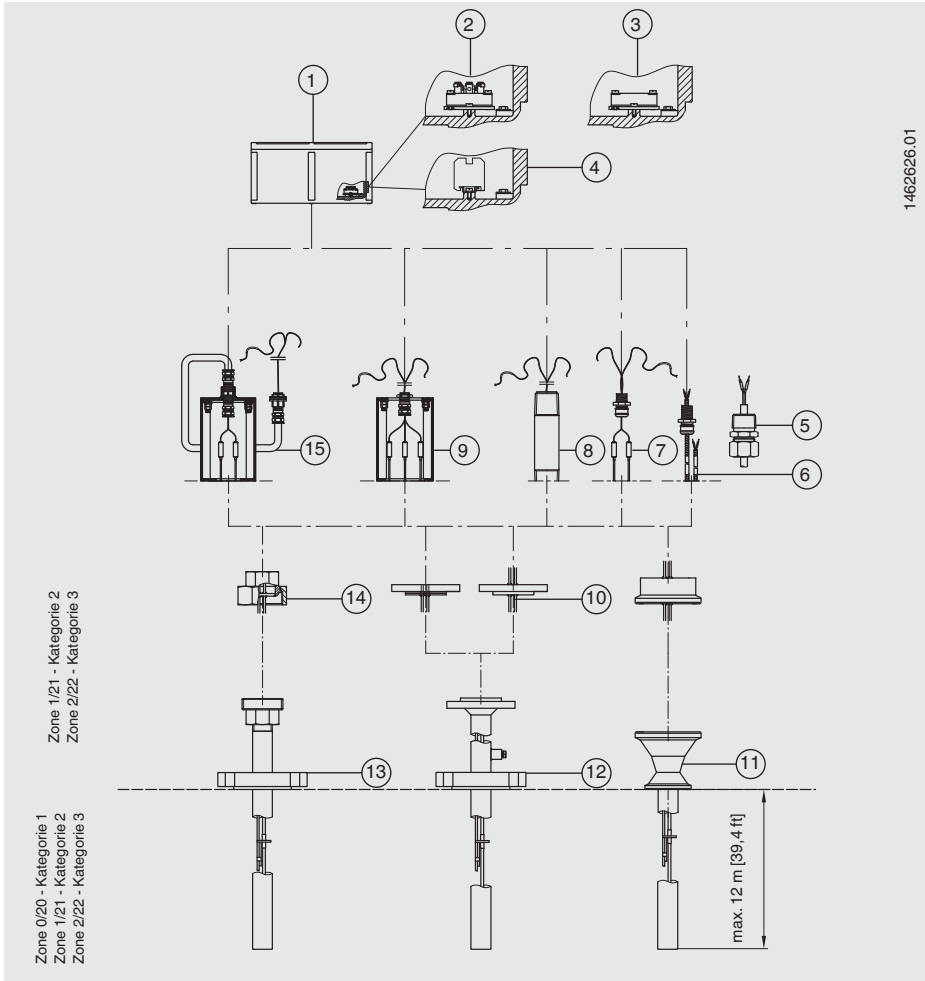 1
2
3
4
1462626.01
15
9
8
7
5
6
14
10
Zone 1/21 - Kategorie 2
Zone 2/22 - Kategorie 3
13
12
11
Zone 0/20 - Kategorie 1
Zone 1/21 - Kategorie 2
Zone 2/22 - Kategorie 3
max. 12 m [39,4 ft]